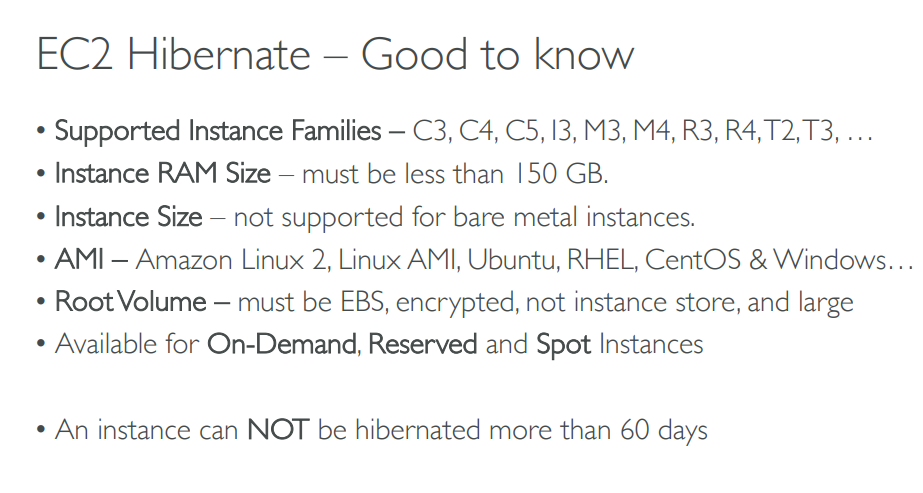 EC2 Hibernate – Good to know
• Supported Instance Families – C3, C4, C5, I3, M3, M4, R3, R4, T2, T3, …
• Instance RAM Size – must be less than 150 GB.
• Instance Size – not supported for bare metal instances.
• AMI – Amazon Linux 2, Linux AMI, Ubuntu, RHEL, CentOS & Windows…
• Root Volume – must be EBS, encrypted, not instance store, and large
• Available for On-Demand, Reserved and Spot Instances
• An instance can NOT be hibernated more than 60 days